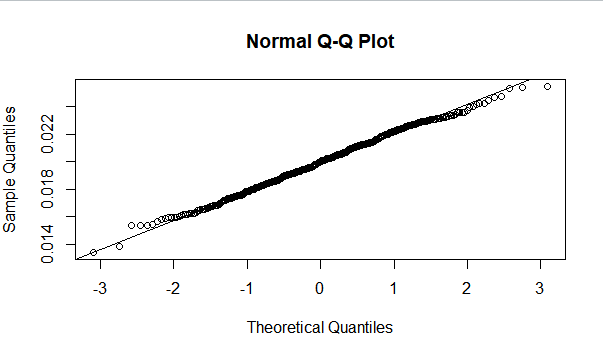 Normal Q-Q Plot
Sample Quantiles
0.022
0.018
0.014
-3 -2 -1 0 1 2 3
Theoretical Quantiles